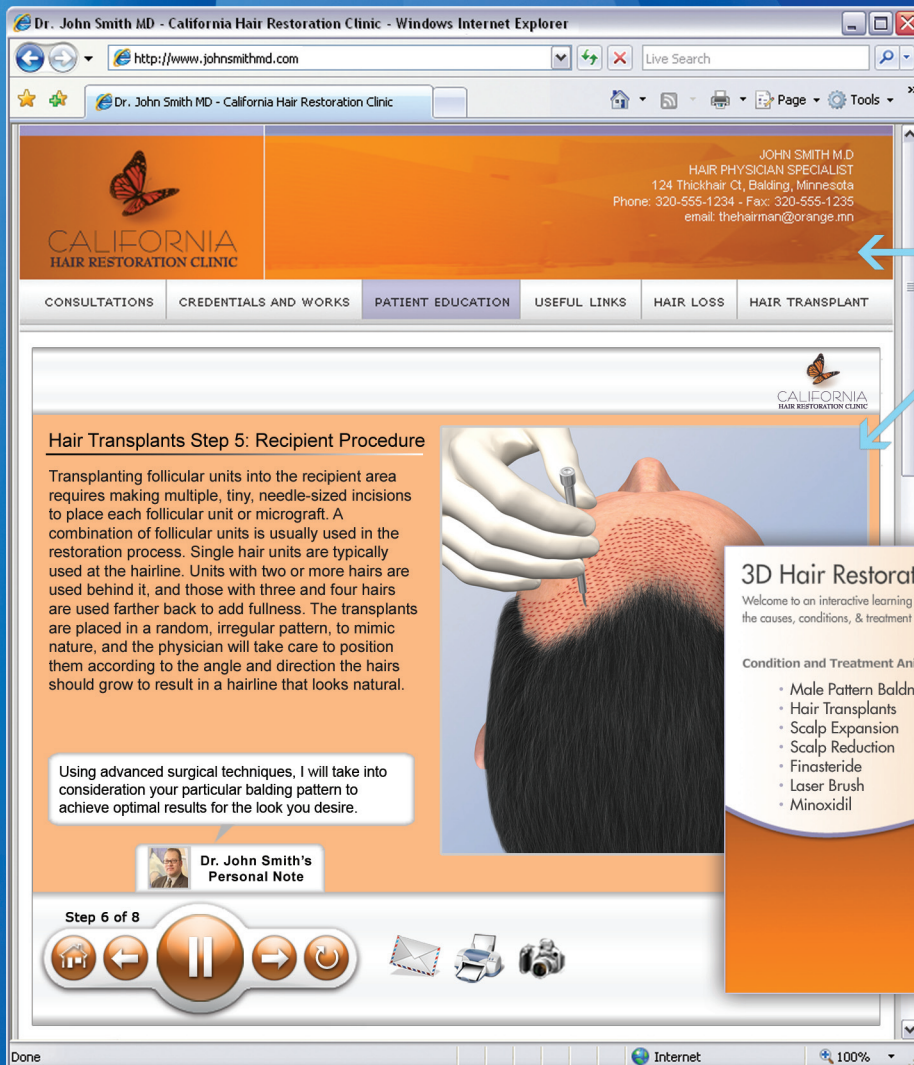 Dr. John Smith MD - California Hair Restoration Clinic - Windows Internet Explorer
http://www.johnsmithmd.com
Live Search
Dr. John Smith MD - California Hair Restoration Clinic
Page
Tools
JOHN SMITH M.D
HAIR PHYSICIAN SPECIALIST
124 Thickhair Ct, Balding, Minnesota
Phone: 320-555-1234 - Fax: 320-555-1235
email: thehairman@orange.mn
CALIFORNIA
HAIR RESTORATION CLINIC
CONSULTATIONS
CREDENTIALS AND WORKS
PATIENT EDUCATION
USEFUL LINKS
HAIR LOSS
HAIR TRANSPLANT
CALIFORNIA
HAIR RESTORATION CLINIC
Hair Transplants Step 5: Recipient Procedure
Transplanting follicular units into the recipient area
requires making multiple, tiny, needle-sized incisions
to place each follicular unit or micrograft. A
combination of follicular units is usually used in the
restoration process. Single hair units are typically
used at the hairline. Units with two or more hairs are
used behind it, and those with three and four hairs
are used farther back to add fullness. The transplants
are placed in a random, irregular pattern, to mimic
nature, and the physician will take care to position
them according to the angle and direction the hairs
should grow to result in a hairline that looks natural.
Using advanced surgical techniques, I will take into
consideration your particular balding pattern to
achieve optimal results for the look you desire.
Dr. John Smith's
Personal Note
Step 6 of 8
3D Hair Restorat
Welcome to an interactive learning
the causes, conditions, & treatment
Condition and Treatment An
• Male Pattern Baldn
• Hair Transplants
• Scalp Expansion
• Scalp Reduction
• Finasteride
• Laser Brush
• Minoxidil
Done
Internet
100%